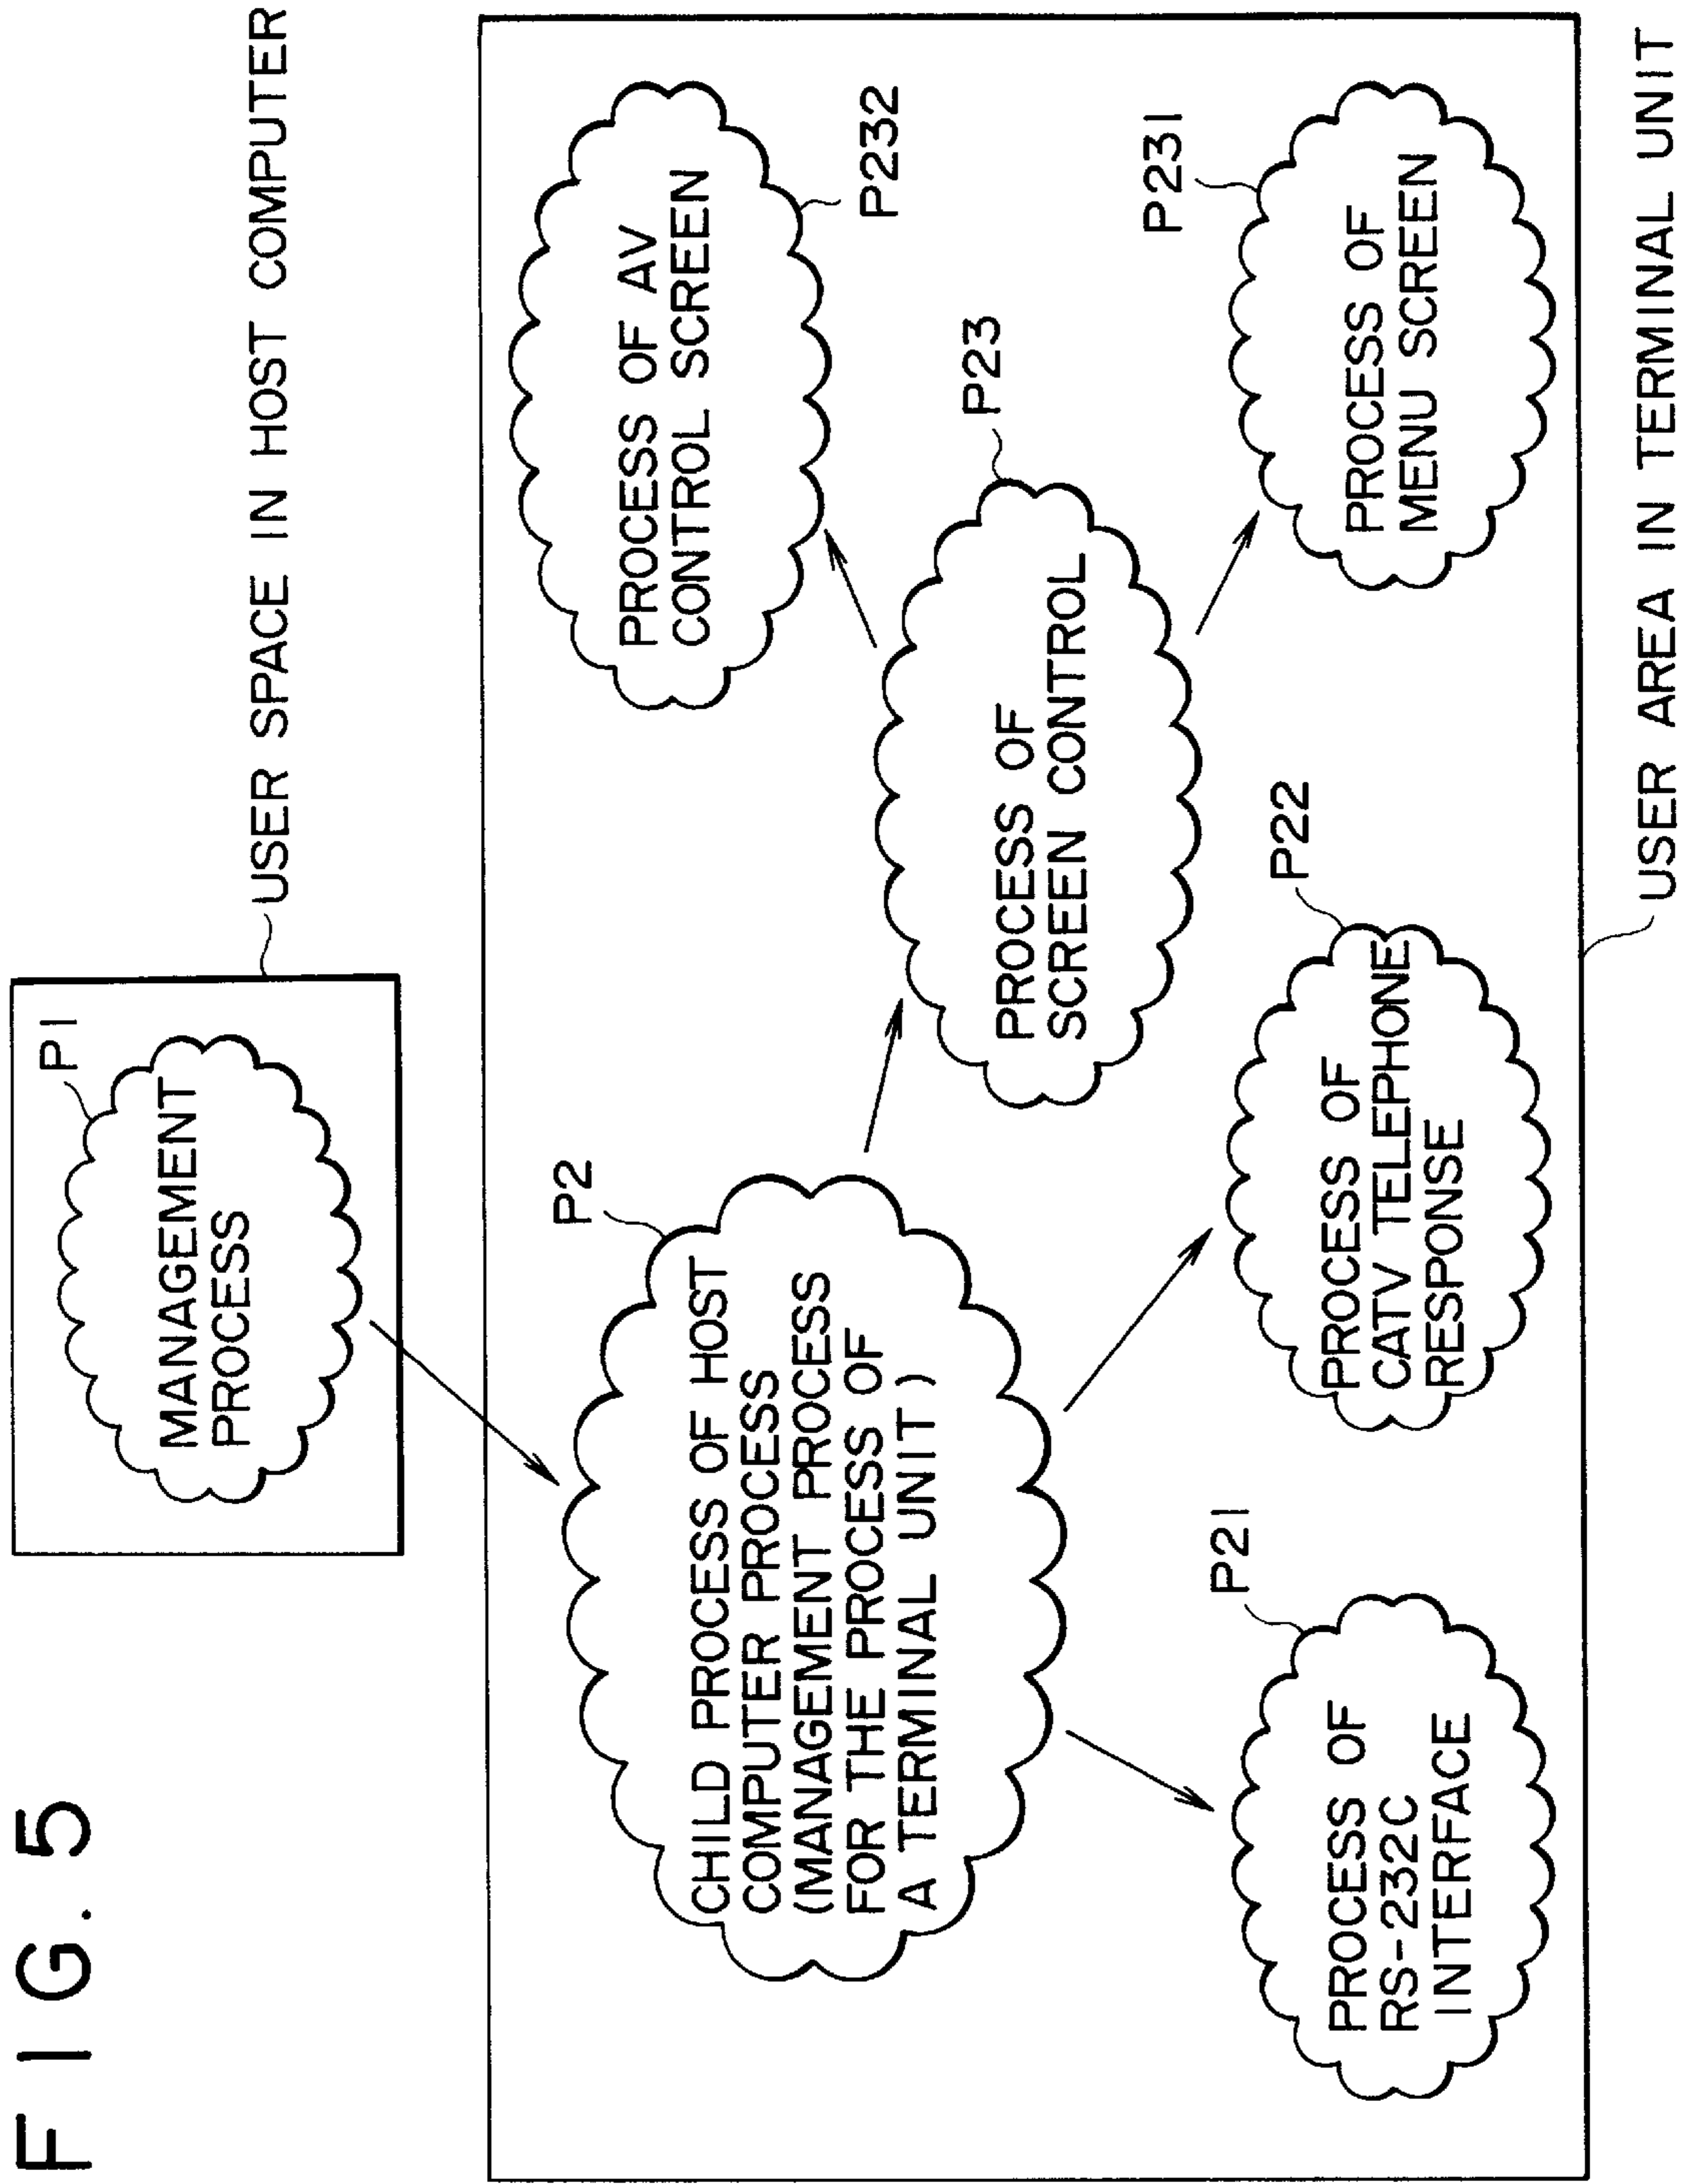 FIG. 5
P1
MANAGEMENT
PROCESS
USER SPACE IN HOST COMPUTER
P2
CHILD PROCESS OF HOST
COMPUTER PROCESS
(MANAGEMENT PROCESS
FOR THE PROCESS OF
A TERMINAL UNIT)
PROCESS OF AV
CONTROL SCREEN
P232
P23
PROCESS OF
SCREEN CONTROL
P21
PROCESS OF
RS-232C
INTERFACE
P22
PROCESS OF
CATV TELEPHONE
RESPONSE
P231
PROCESS OF
MENU SCREEN
USER AREA IN TERMINAL UNIT